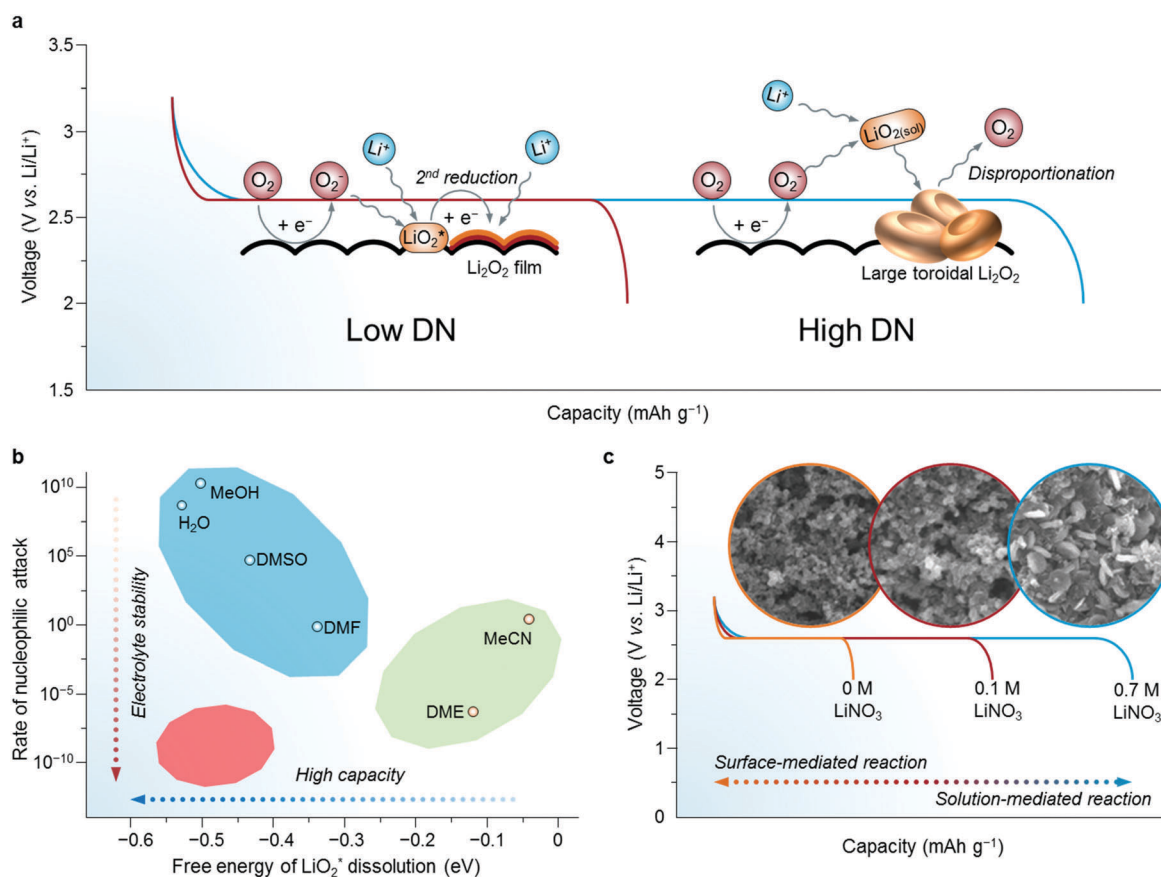 a
3.5
3
2.5
2
1.5
Voltage (V vs. Li/Li⁺)
Li⁺
Li⁺
Li⁺
LiO₂(sol)
O₂
O₂
O₂⁻
2nd reduction
O₂
O₂⁻
Disproportionation
+ e⁻
LiO₂*
+ e⁻
+ e⁻
Li₂O₂ film
Large toroidal Li₂O₂
Low DN
High DN
Capacity (mAh g⁻¹)
b
Rate of nucleophilic attack
10¹⁰
10⁵
10⁰
10⁻⁵
10⁻¹⁰
Electrolyte stability
MeOH
H₂O
DMSO
DMF
MeCN
DME
High capacity
−0.6
−0.5
−0.4
−0.3
−0.2
−0.1
0
Free energy of LiO₂* dissolution (eV)
c
5
4
3
2
1
0
Voltage (V vs. Li/Li⁺)
0 M
LiNO₃
0.1 M
LiNO₃
0.7 M
LiNO₃
Surface-mediated reaction
Solution-mediated reaction
Capacity (mAh g⁻¹)